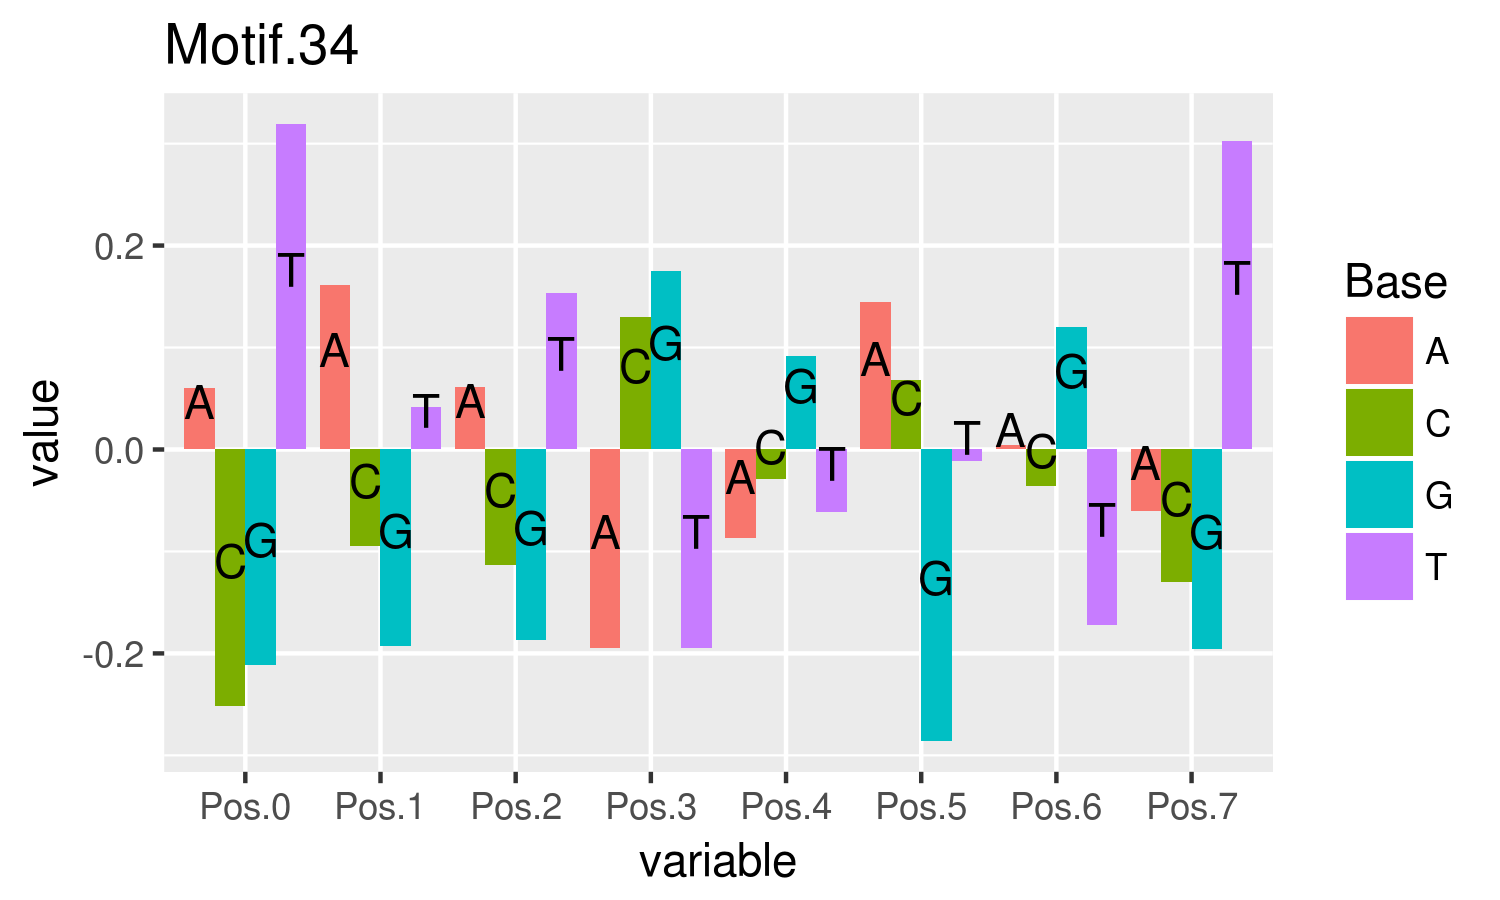 Motif.34
value
0.2
0.0
-0.2
A C G T
A C G T
A C G T
A C G T
A C G T
A C G T
A C G T
A C G T
Pos.0 Pos.1 Pos.2 Pos.3 Pos.4 Pos.5 Pos.6 Pos.7
variable
Base
A
C
G
T